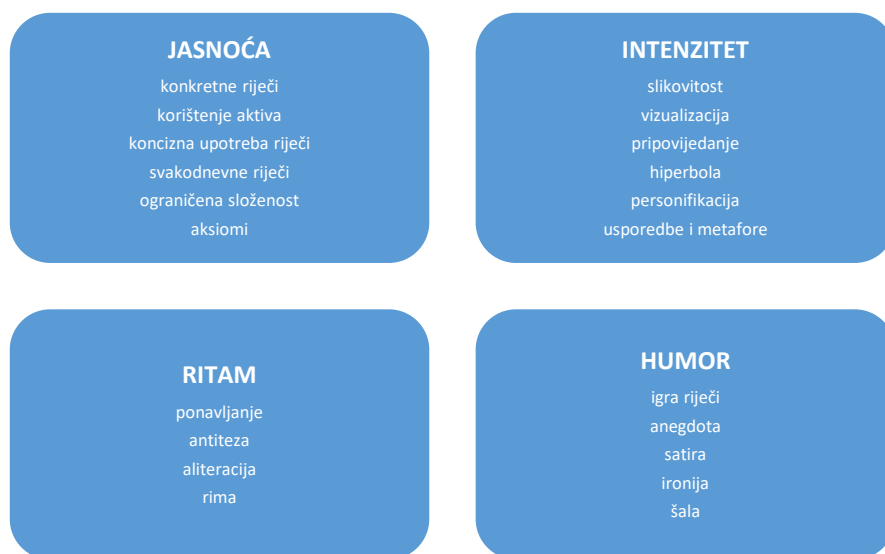 JASNOĆA
konkretne riječi
korištenje aktiva
koncizna upotreba riječi
svakodnevne riječi
ograničena složenost
aksiomi
INTENZITET
slikovitost
vizualizacija
pripovijedanje
hiperbola
personifikacija
usporedbe i metafore
RITAM
ponavljanje
antiteza
aliteracija
rima
HUMOR
igra riječi
anegdota
satira
ironija
šala